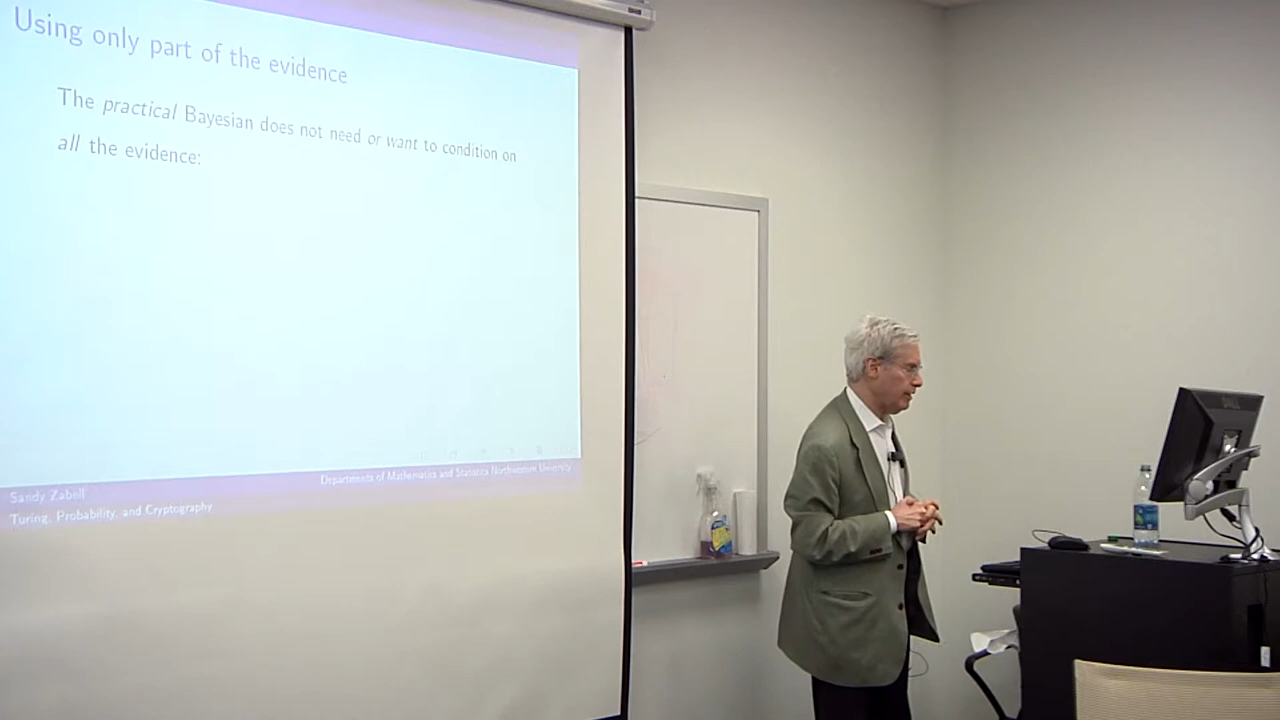 Using only part of the evidence
The practical Bayesian does not need or want to condition on
all the evidence:
Departments of Mathematics and Statistics Northwestern University
Sandy Zabell
Turing, Probability, and Cryptography
DELL